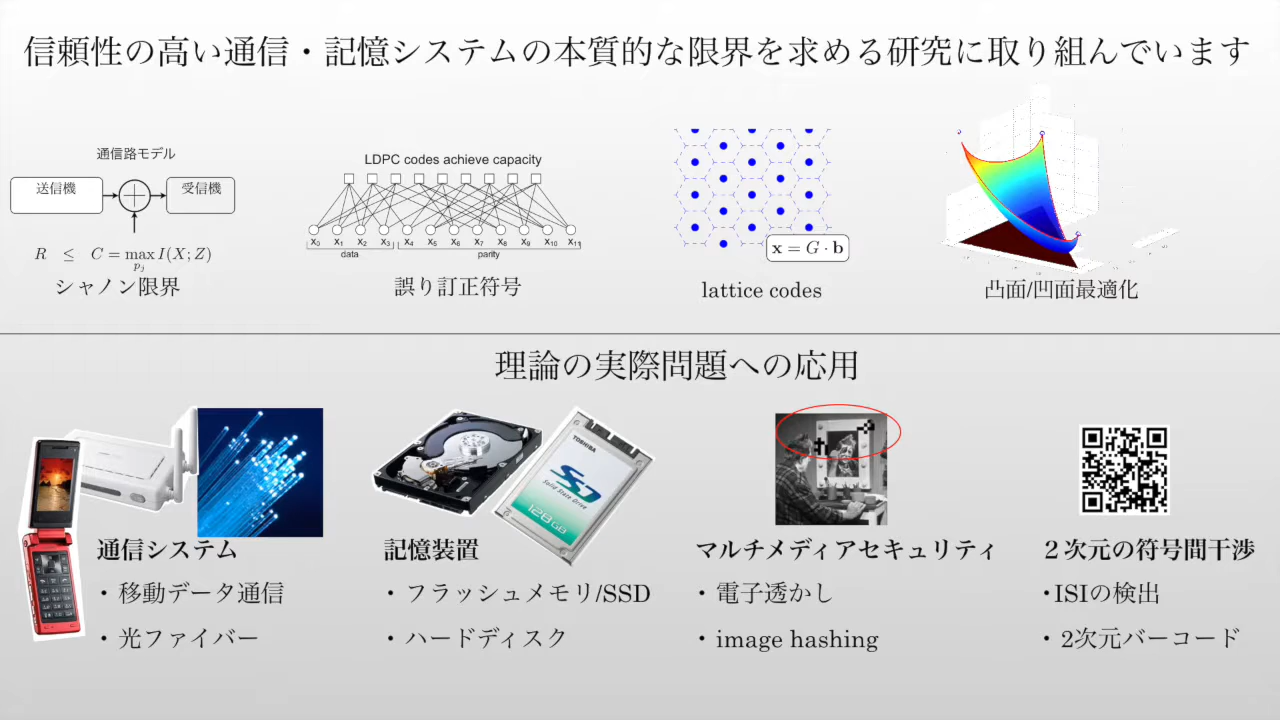 信頼性の高い通信・記憶システムの本質的な限界を求める研究に取り組んでいます
通信路モデル
送信機
受信機
R ≤ C = max I(X; Z)
p_j
シャノン限界
LDPC codes achieve capacity
x₀ x₁ x₂ x₃ x₄ x₅ x₆ x₇ x₈ x₉ x₁₀ x₁₁
data parity
誤り訂正符号
x = G · b
lattice codes
凸面/凹面最適化
理論の実際問題への応用
TOSHIBA
SSD
Solid State Drive
128GB
通信システム
・移動データ通信
・光ファイバー
記憶装置
・フラッシュメモリ/SSD
・ハードディスク
マルチメディアセキュリティ
・電子透かし
・image hashing
２次元の符号間干渉
・ISIの検出
・2次元バーコード